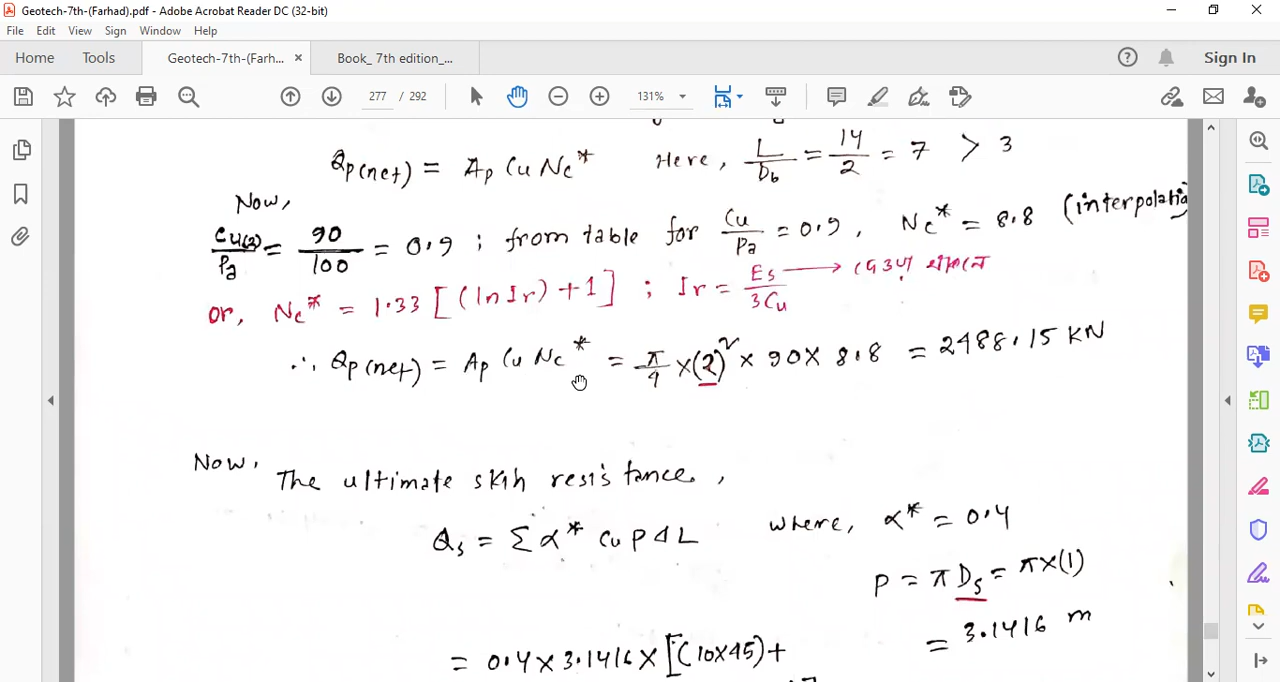 Geotech-7th-(Farhad).pdf - Adobe Acrobat Reader DC (32-bit)
File Edit View Sign Window Help
Home Tools Geotech-7th-(Farh... × Book_ 7th edition_... Sign In
277 / 292 131%
Qp(net) = Ap Cu Nc* Here, L/Db = 14/2 = 7 > 3
Now,
Cu(2)/Pa = 90/100 = 0.9 ; from table for Cu/Pa = 0.9, Nc* = 8.8 (interpolatio
or, Nc* = 1.33 [(ln Ir) + 1] ; Ir = Es/3Cu →
∴ Qp(net) = Ap Cu Nc* = π/4 × (2)² × 90 × 8.8 = 2488.15 KN
Now, The ultimate skin resistance,
Qs = Σ α* Cu P Δ L where, α* = 0.4
P = π Ds = π×(1)
= 3.1416 m
= 0.4 × 3.1416 × [(10×45)+